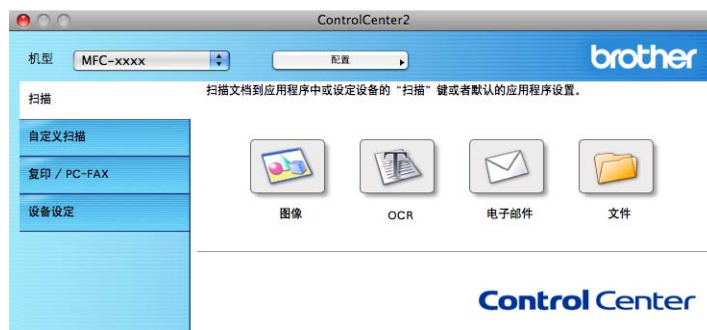 ControlCenter2
机型 MFC-xxxx 配置 brother
扫描 扫描文档到应用程序中或设定设备的“扫描”键或者默认的应用程序设置。
自定义扫描
复印 / PC-FAX
设备设定
图像 OCR 电子邮件 文件
Control Center